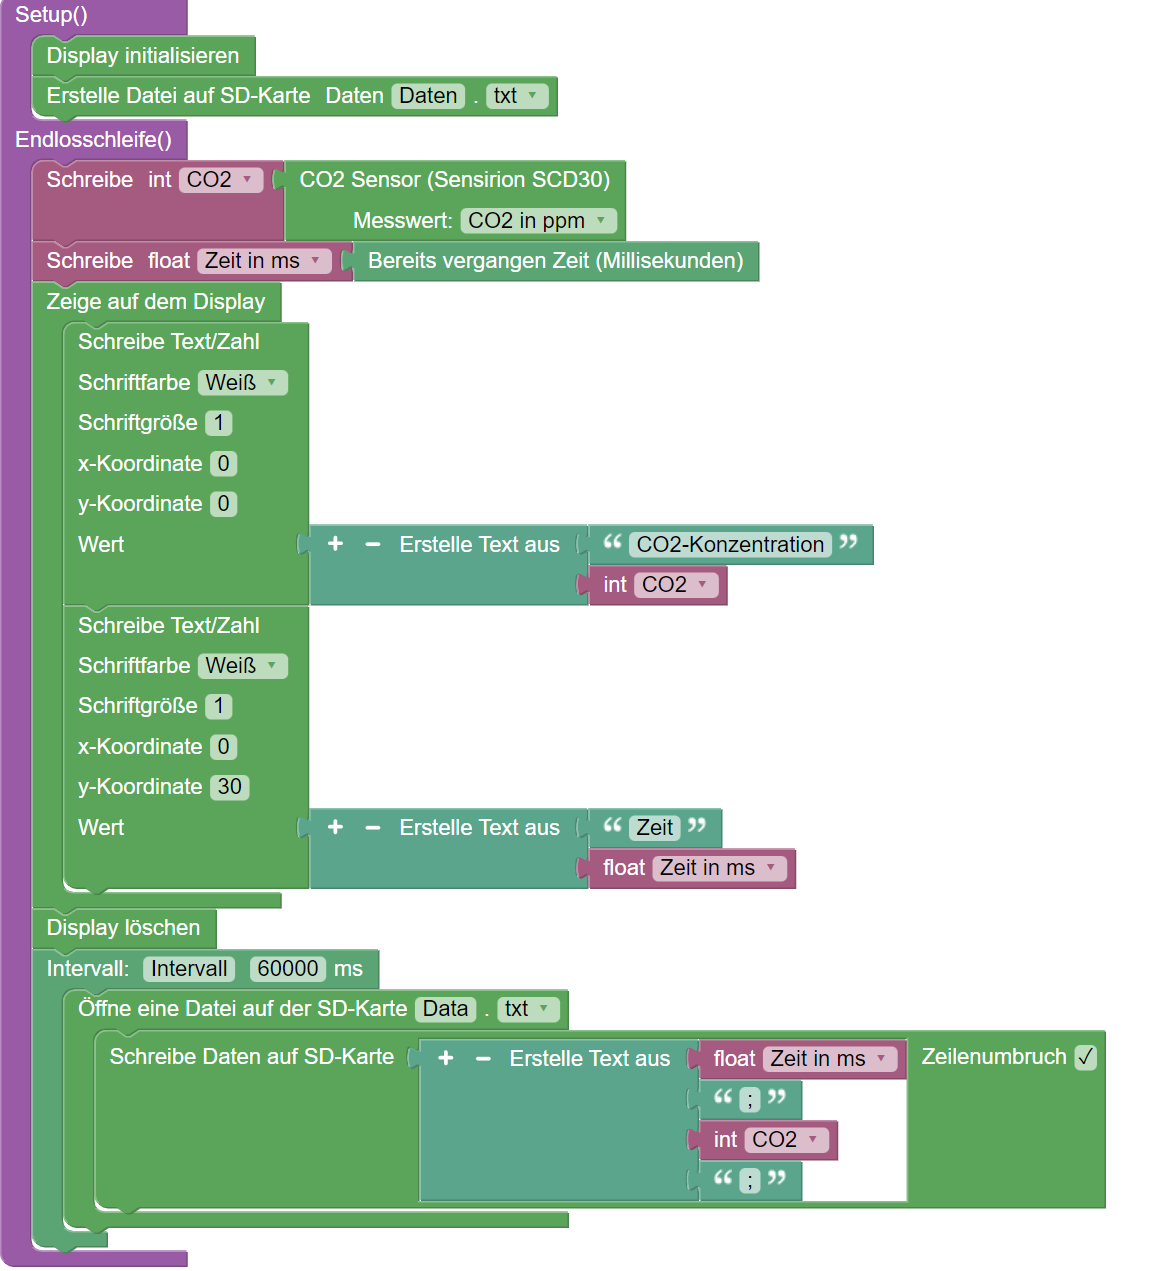 Setup()
Display initialisieren
Erstelle Datei auf SD-Karte Daten Daten . txt
Endlosschleife()
Schreibe int CO2 CO2 Sensor (Sensirion SCD30)
Messwert: CO2 in ppm
Schreibe float Zeit in ms Bereits vergangen Zeit (Millisekunden)
Zeige auf dem Display
Schreibe Text/Zahl
Schriftfarbe Weiß
Schriftgröße 1
x-Koordinate 0
y-Koordinate 0
Wert + − Erstelle Text aus “ CO2-Konzentration ”
int CO2
Schreibe Text/Zahl
Schriftfarbe Weiß
Schriftgröße 1
x-Koordinate 0
y-Koordinate 30
Wert + − Erstelle Text aus “ Zeit ”
float Zeit in ms
Display löschen
Intervall: Intervall 60000 ms
Öffne eine Datei auf der SD-Karte Data . txt
Schreibe Daten auf SD-Karte + − Erstelle Text aus float Zeit in ms Zeilenumbruch ✓
“ ; ”
int CO2
“ ; ”